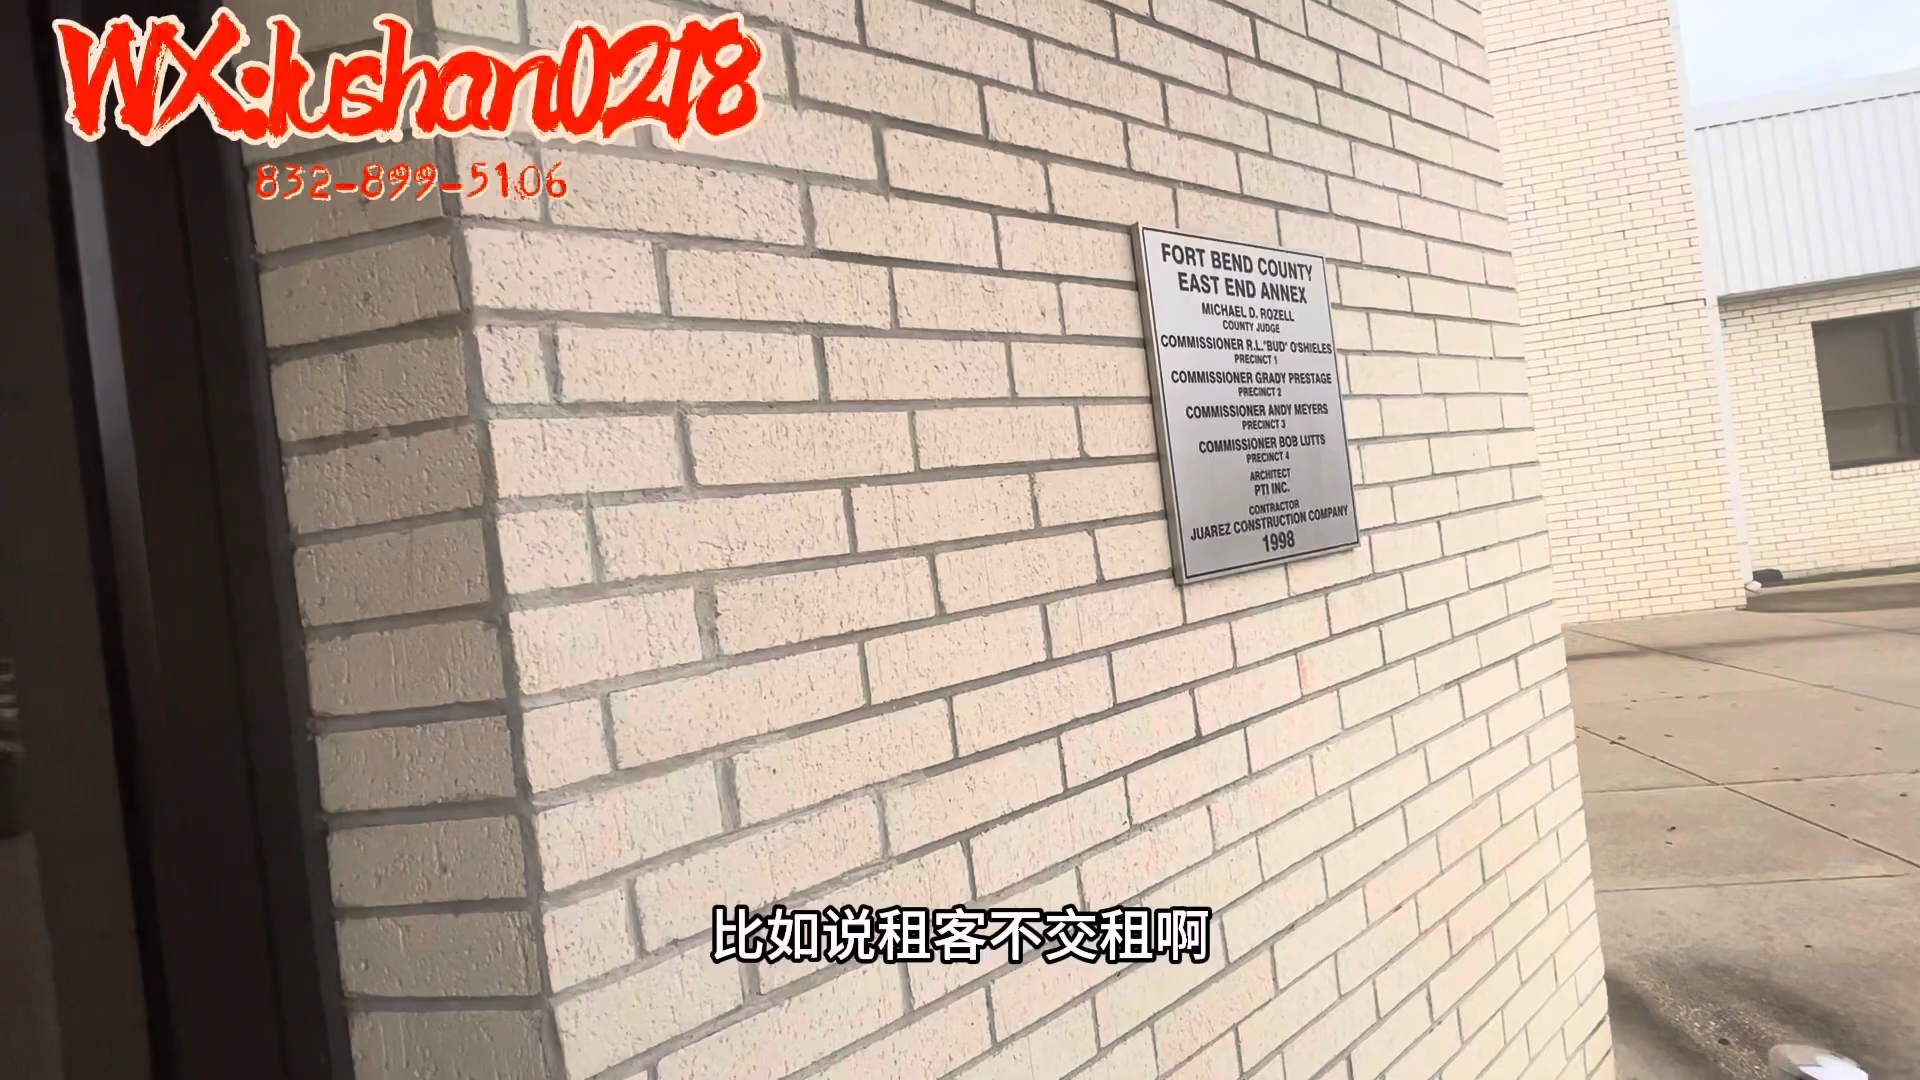 WX:lushan0218
832-899-5106
FORT BEND COUNTY
EAST END ANNEX
MICHAEL D. ROZELL
COUNTY JUDGE
COMMISSIONER R.L."BUD" O'SHIELES
PRECINCT 1
COMMISSIONER GRADY PRESTAGE
PRECINCT 2
COMMISSIONER ANDY MEYERS
PRECINCT 3
COMMISSIONER BOB LUTTS
PRECINCT 4
ARCHITECT
PTI INC.
CONTRACTOR
JUAREZ CONSTRUCTION COMPANY
1998
比如说租客不交租啊